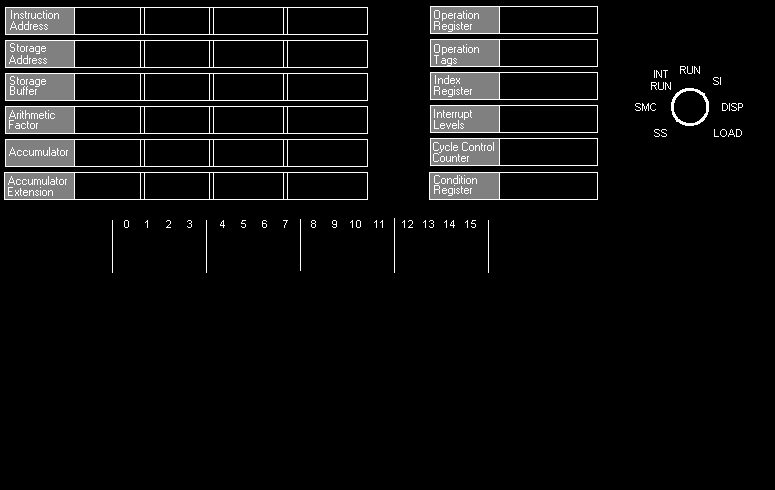 Instruction
Address
Storage
Address
Storage
Buffer
Arithmetic
Factor
Accumulator
Accumulator
Extension
Operation
Register
Operation
Tags
Index
Register
Interrupt
Levels
Cycle Control
Counter
Condition
Register
RUN
INT
RUN
SI
SMC
DISP
SS
LOAD
0 1 2 3 4 5 6 7 8 9 10 11 12 13 14 15